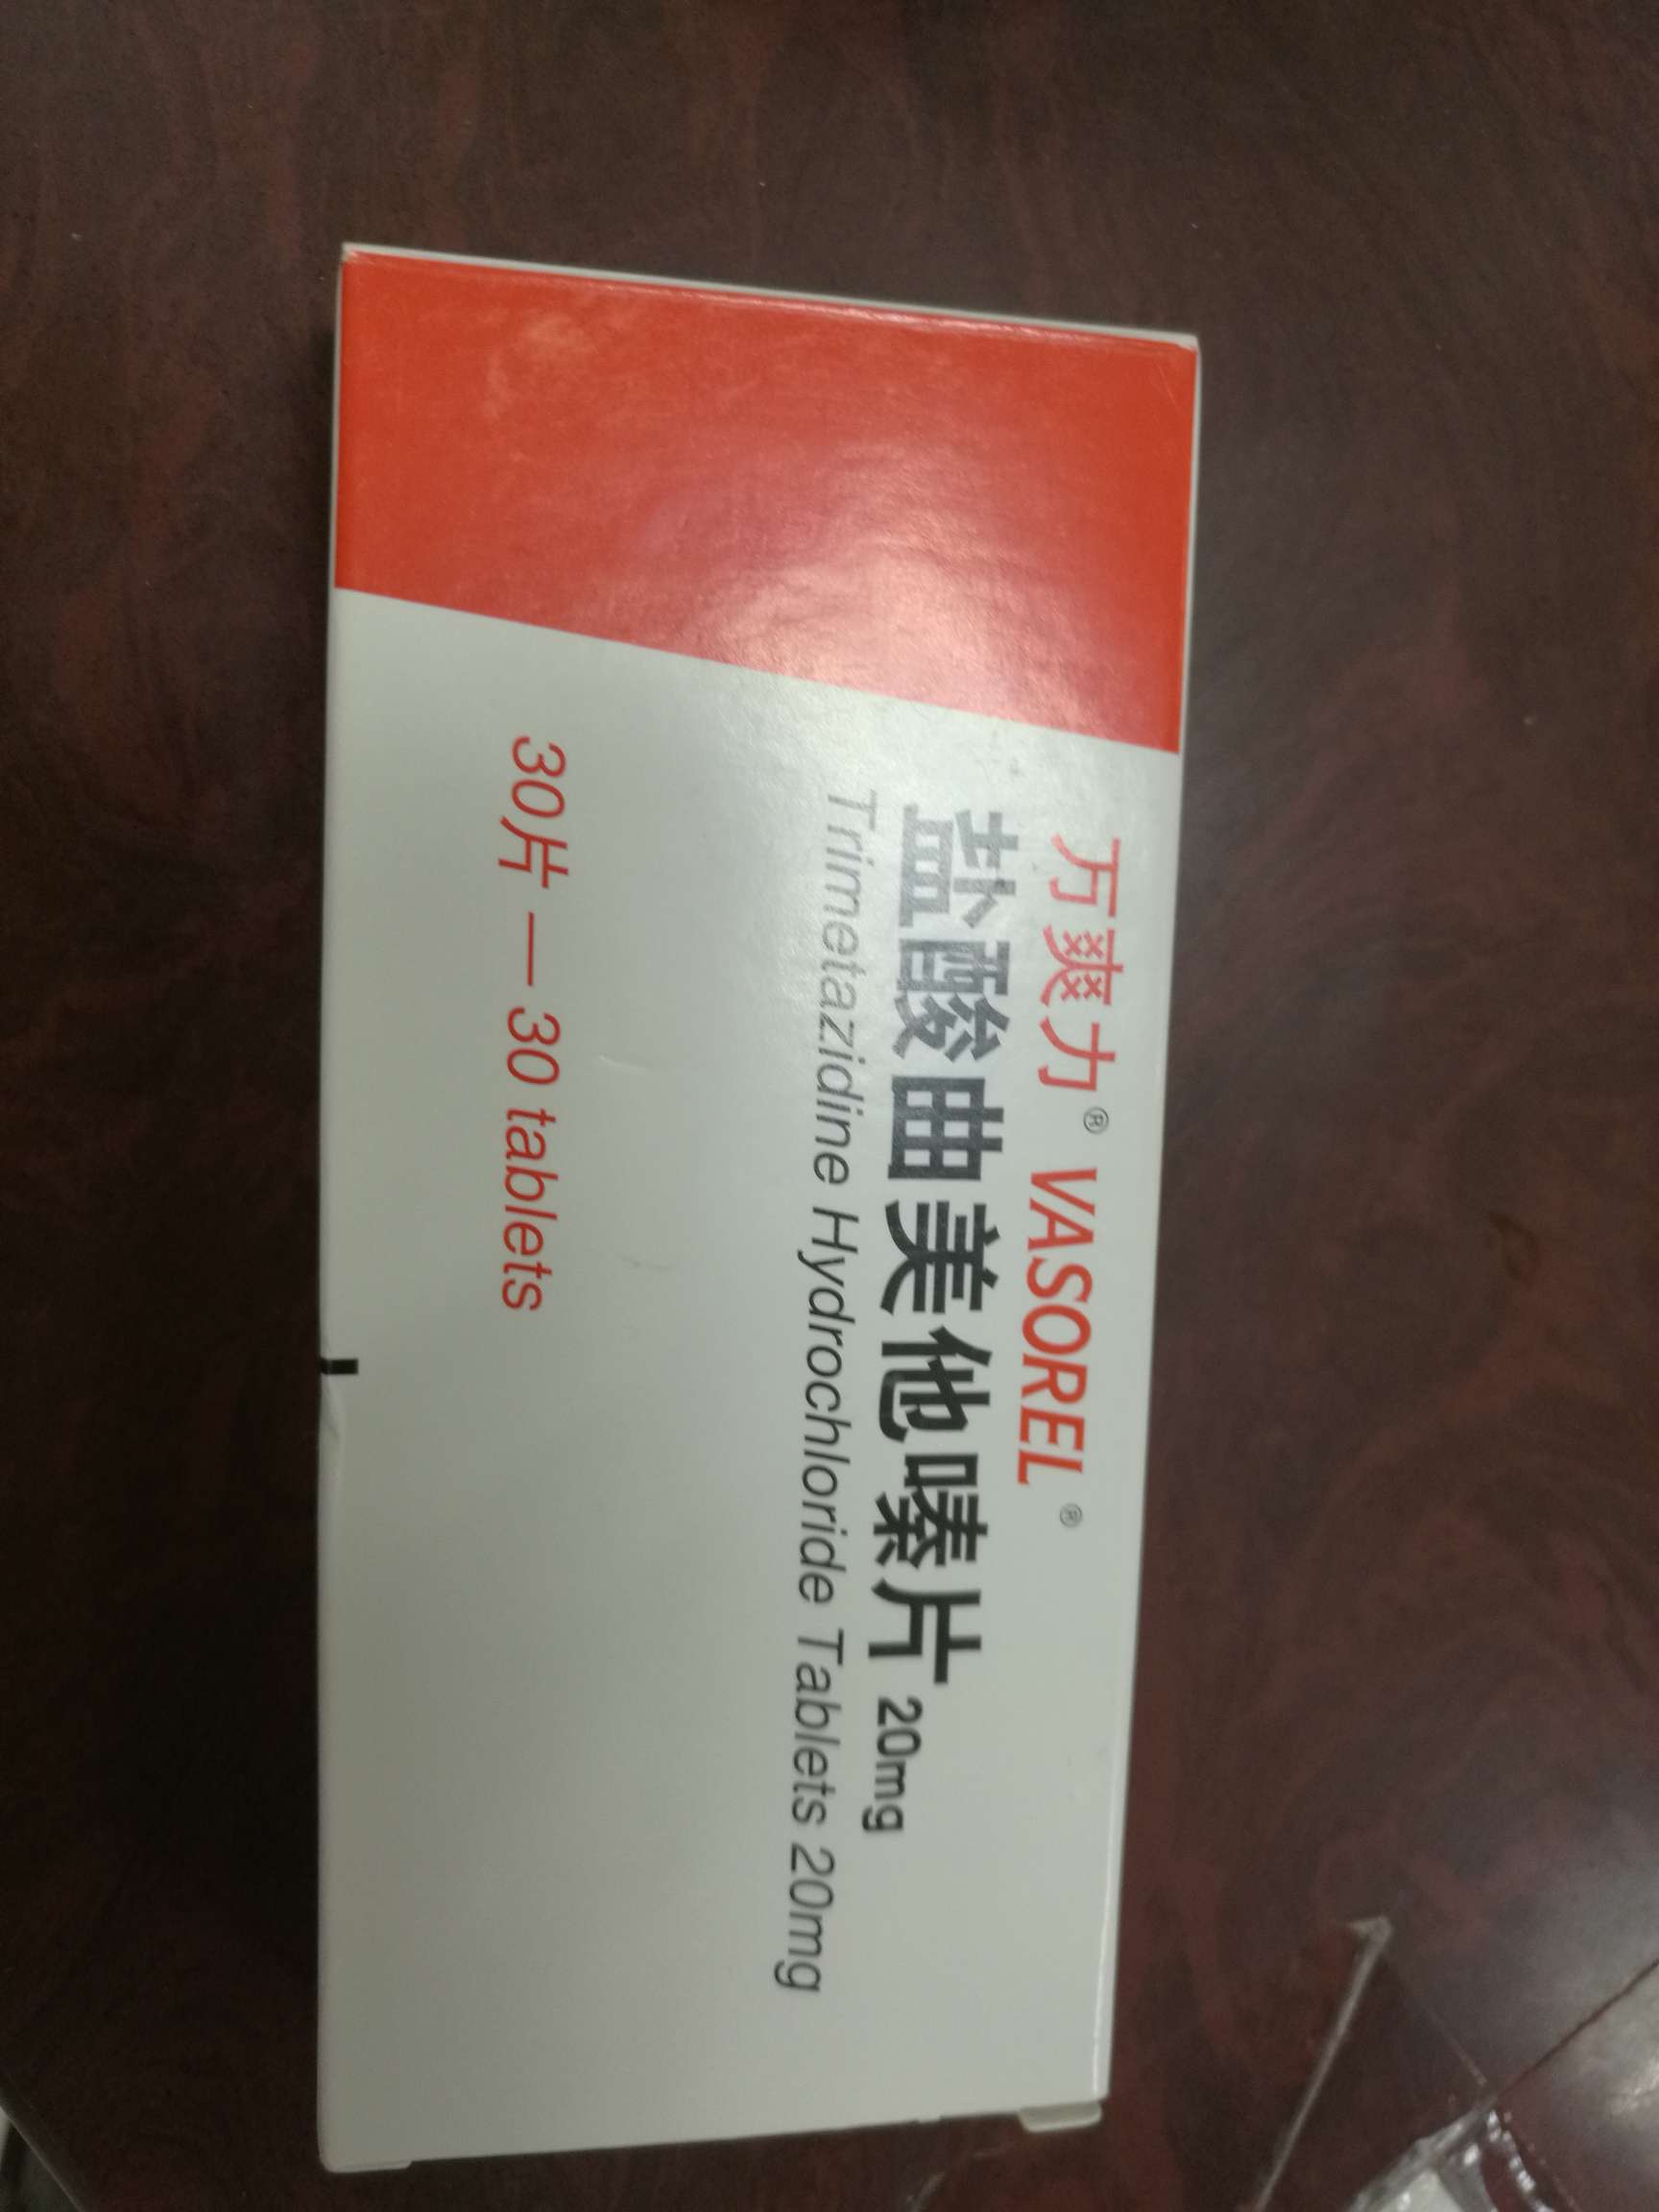 万爽力® VASOREL®
盐酸曲美他嗪片 20mg
Trimetazidine Hydrochloride Tablets 20mg
30片 — 30 tablets